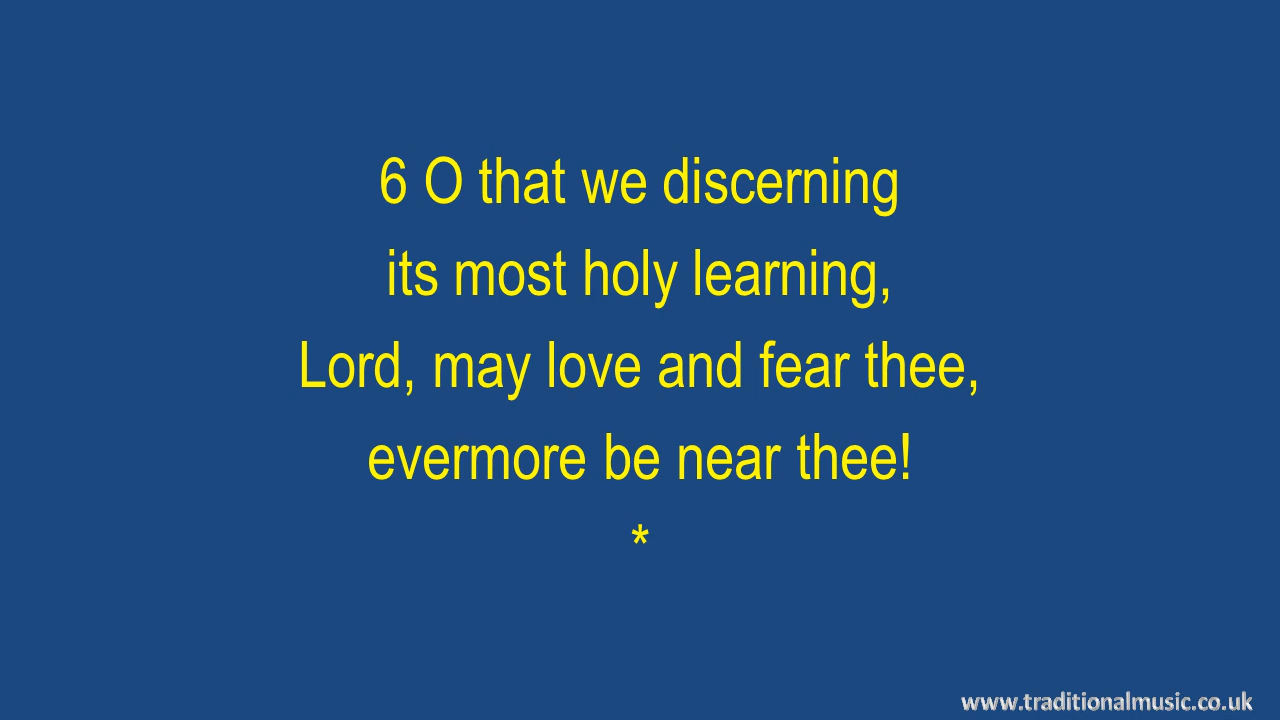 6 O that we discerning
its most holy learning,
Lord, may love and fear thee,
evermore be near thee!
*
www.traditionalmusic.co.uk